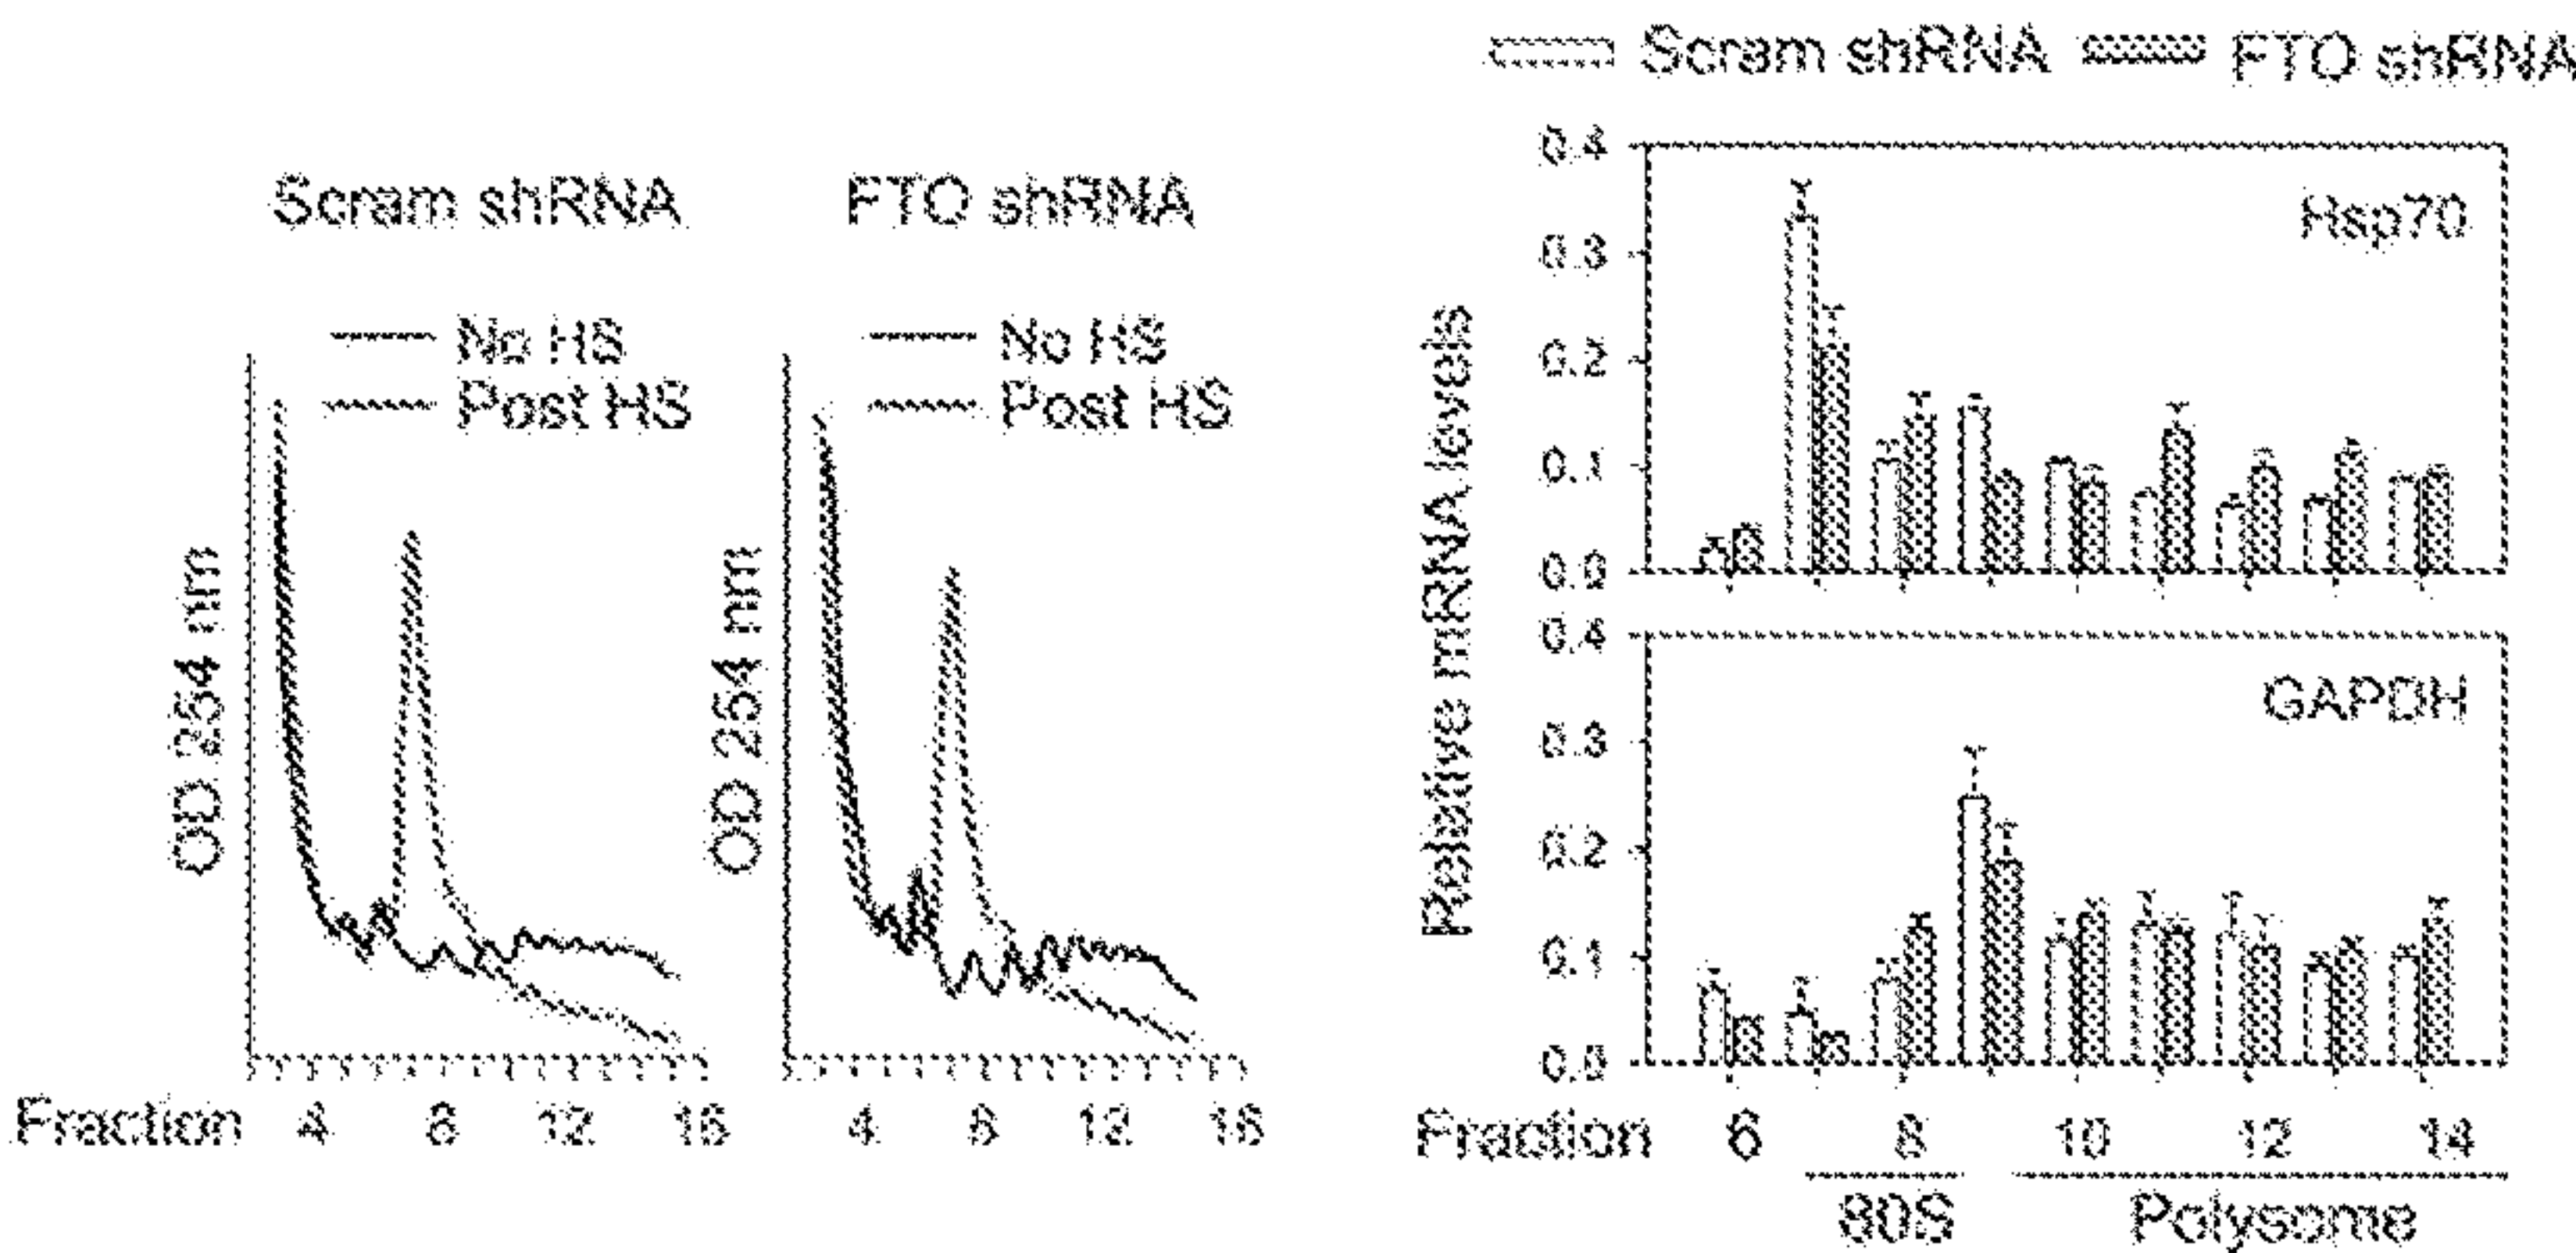 Scram shRNA FTO shRNA
Scram shRNA
No HS
Post HS
OD 254 nm
Fraction 4 8 12 16
FTO shRNA
No HS
Post HS
OD 254 nm
4 8 12 16
Relative mRNA levels
0.4
0.3
0.2
0.1
0.0
Hsp70
0.4
0.3
0.2
0.1
0.0
GAPDH
Fraction 6 8 10 12 14
80S Polysome